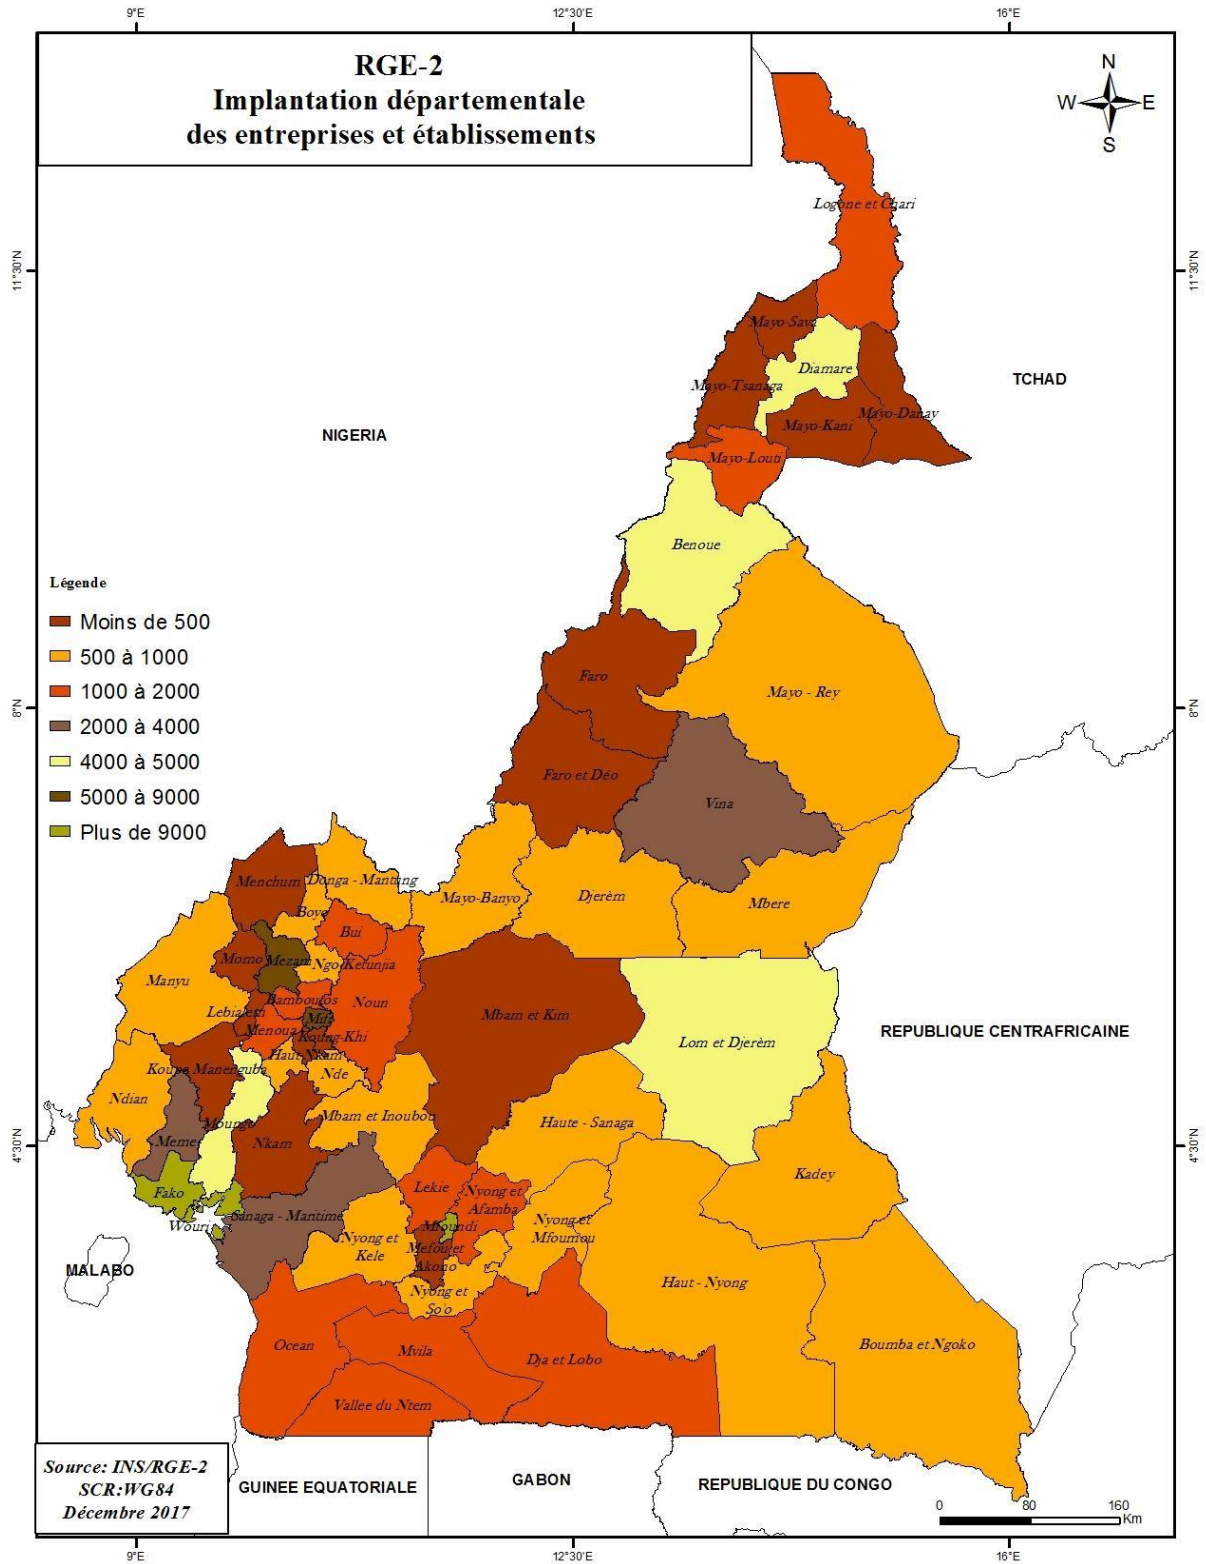 9°E
12°30'E
16°E
RGE-2
Implantation départementale
des entreprises et établissements
N
W
E
S
Logone et Chari
11°30'N
11°30'N
Mayo-Sava
Diamare
TCHAD
Mayo-Tsanaga
Mayo-Danay
Mayo-Kani
NIGERIA
Mayo-Louti
Benoue
Légende
Moins de 500
500 à 1000
1000 à 2000
2000 à 4000
4000 à 5000
5000 à 9000
Plus de 9000
Faro
Mayo - Rey
8°N
8°N
Faro et Déo
Vina
Menchum
Donga - Mantung
Mayo-Banyo
Djerèm
Mbere
Boyo
Bui
Momo
Mezam
Ngo-Ketunjia
Manyu
Bamboutos
Noun
Lebialem
Mifi
Mbam et Kim
Menoua
Koung-Khi
REPUBLIQUE CENTRAFRICAINE
Lom et Djerèm
Haut-Nkam
Koupe Manenguba
Nde
Ndian
Moungo
Mbam et Inoubou
Haute - Sanaga
Meme
Nkam
4°30'N
4°30'N
Kadey
Fako
Lekie
Nyong et
Afamba
Wouri
Sanaga - Maritime
Mfoundi
Nyong et
Mfoumou
Nyong et
Kele
Mefou et
Akono
MALABO
Haut - Nyong
Nyong et
So'o
Ocean
Mvila
Dja et Lobo
Boumba et Ngoko
Vallee du Ntem
Source: INS/RGE-2
SCR:WG84
Décembre 2017
GUINEE EQUATORIALE
GABON
REPUBLIQUE DU CONGO
0
80
160
Km
9°E
12°30'E
16°E